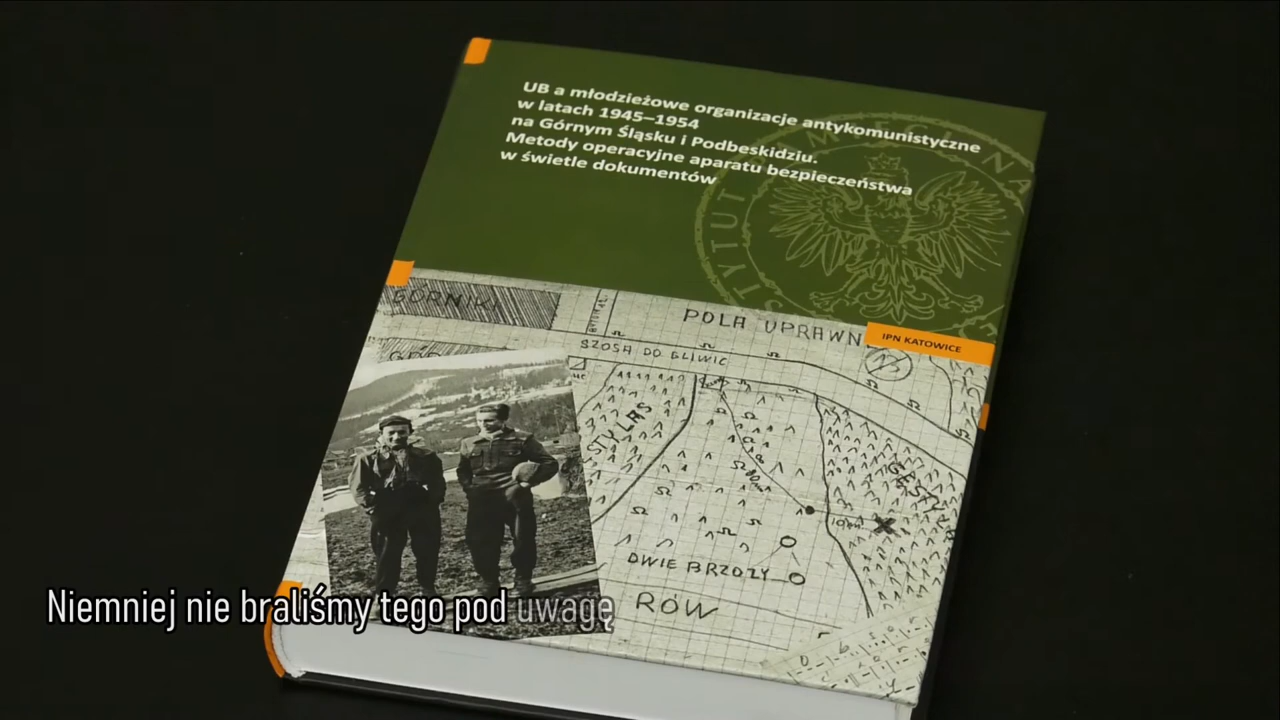 UB a młodzieżowe organizacje antykomunistyczne
w latach 1945–1954
na Górnym Śląsku i Podbeskidziu.
Metody operacyjne aparatu bezpieczeństwa
w świetle dokumentów
GÓRNIKI
POLA UPRAWN
IPN KATOWICE
SZOSA DO GLIWIC
DWIE BRZOZY
RÓW
Niemniej nie braliśmy tego pod uwagę